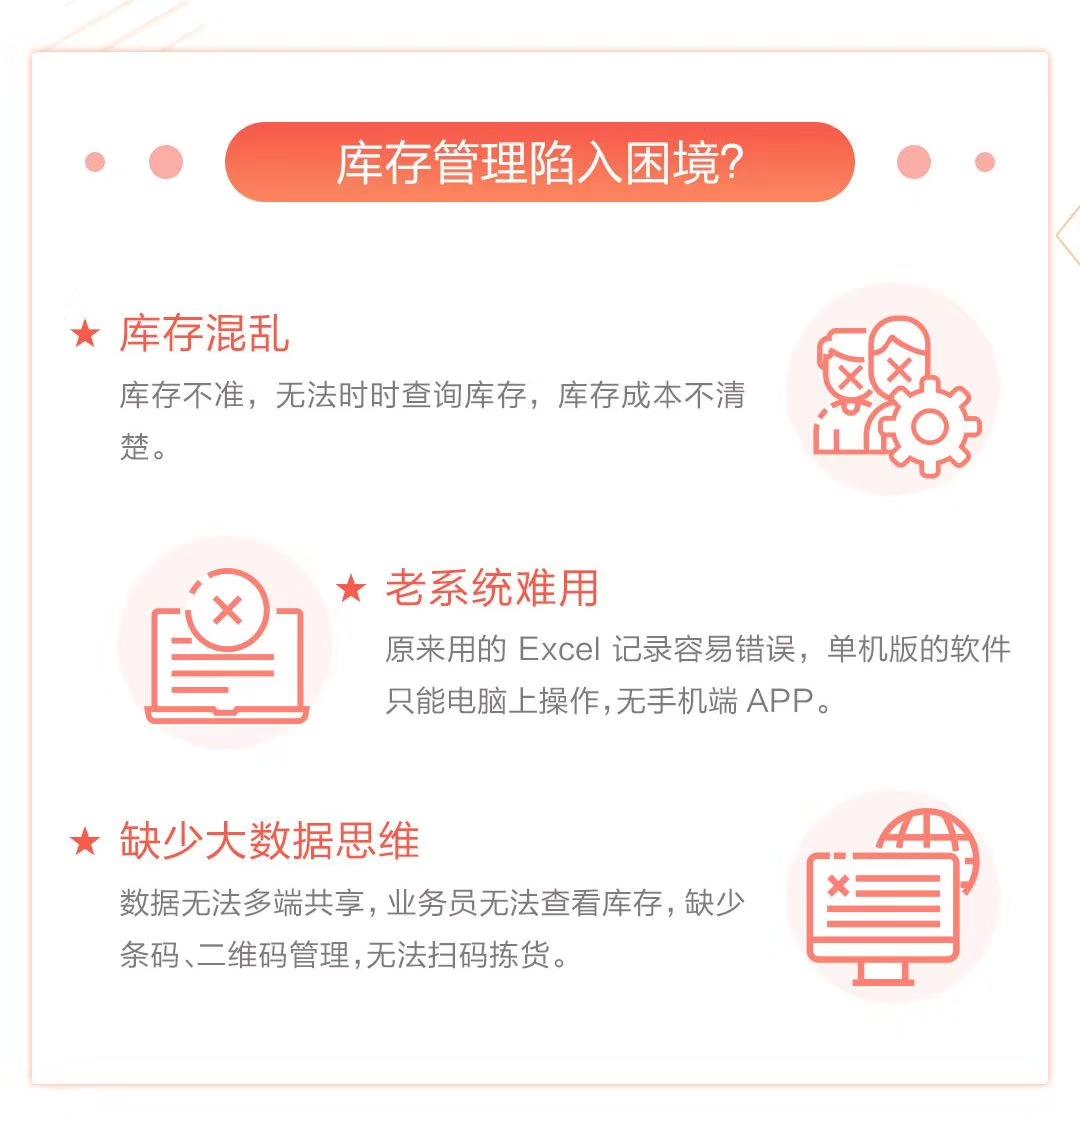 库存管理陷入困境?
★ 库存混乱
库存不准，无法时时查询库存，库存成本不清
楚。
★ 老系统难用
原来用的 Excel 记录容易错误，单机版的软件
只能电脑上操作,无手机端 APP。
★ 缺少大数据思维
数据无法多端共享,业务员无法查看库存,缺少
条码、二维码管理,无法扫码拣货。